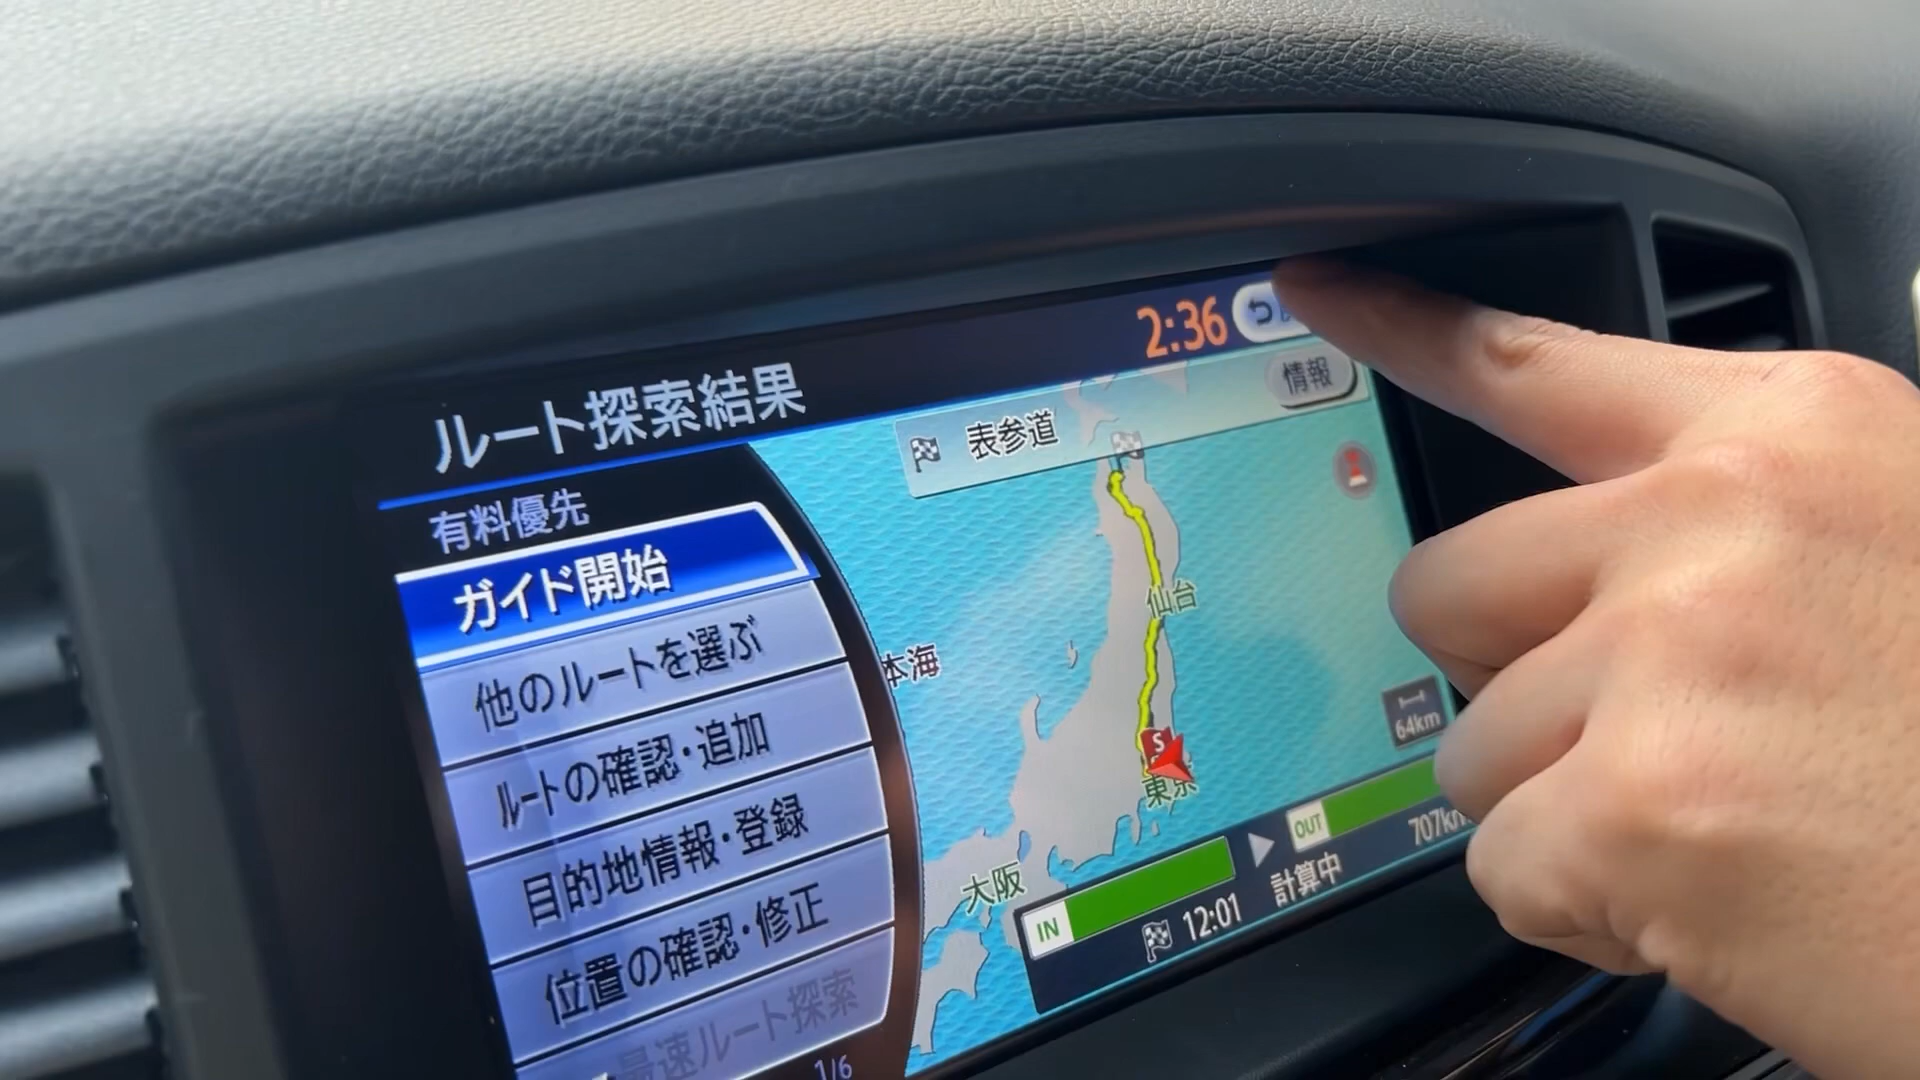 2:36
ルート探索結果
情報
表参道
有料優先
ガイド開始
他のルートを選ぶ
ルートの確認・追加
目的地情報・登録
位置の確認・修正
最速ルート探索
1/6
仙台
本海
S
東京
大阪
64km
IN
OUT
707km
12:01
計算中